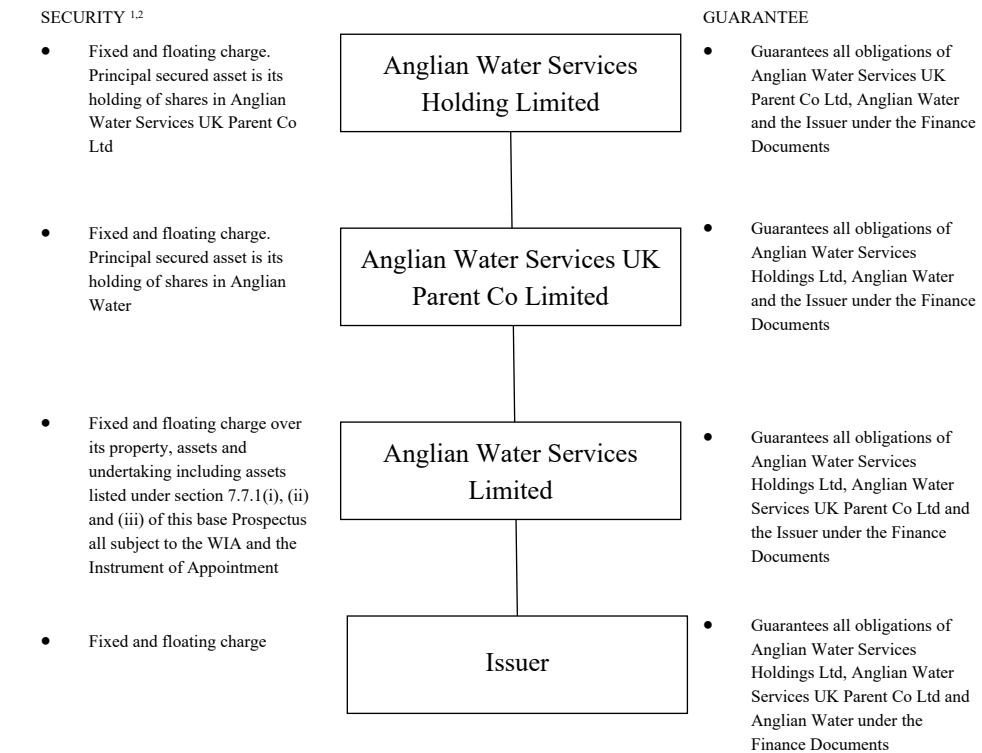 SECURITY 1,2
GUARANTEE
• Fixed and floating charge.
Principal secured asset is its
holding of shares in Anglian
Water Services UK Parent Co
Ltd
Anglian Water Services
Holding Limited
• Guarantees all obligations of
Anglian Water Services UK
Parent Co Ltd, Anglian Water
and the Issuer under the Finance
Documents
• Fixed and floating charge.
Principal secured asset is its
holding of shares in Anglian
Water
Anglian Water Services UK
Parent Co Limited
• Guarantees all obligations of
Anglian Water Services
Holdings Ltd, Anglian Water
and the Issuer under the Finance
Documents
• Fixed and floating charge over
its property, assets and
undertaking including assets
listed under section 7.7.1(i), (ii)
and (iii) of this base Prospectus
all subject to the WIA and the
Instrument of Appointment
Anglian Water Services
Limited
• Guarantees all obligations of
Anglian Water Services
Holdings Ltd, Anglian Water
Services UK Parent Co Ltd and
the Issuer under the Finance
Documents
• Fixed and floating charge
Issuer
• Guarantees all obligations of
Anglian Water Services
Holdings Ltd, Anglian Water
Services UK Parent Co Ltd and
Anglian Water under the
Finance Documents